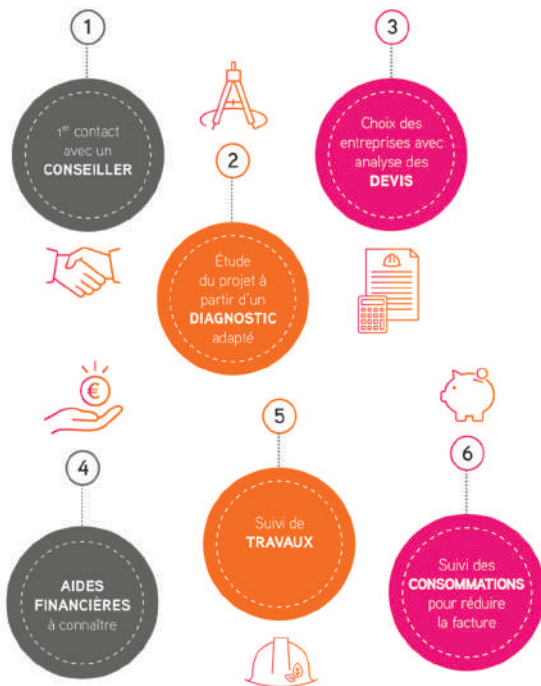 1
1er contact
avec un
CONSEILLER
2
Étude
du projet à
partir d'un
DIAGNOSTIC
adapté
3
Choix des
entreprises avec
analyse des
DEVIS
€
4
AIDES
FINANCIÈRES
à connaître
5
Suivi de
TRAVAUX
6
Suivi des
CONSOMMATIONS
pour réduire
la facture